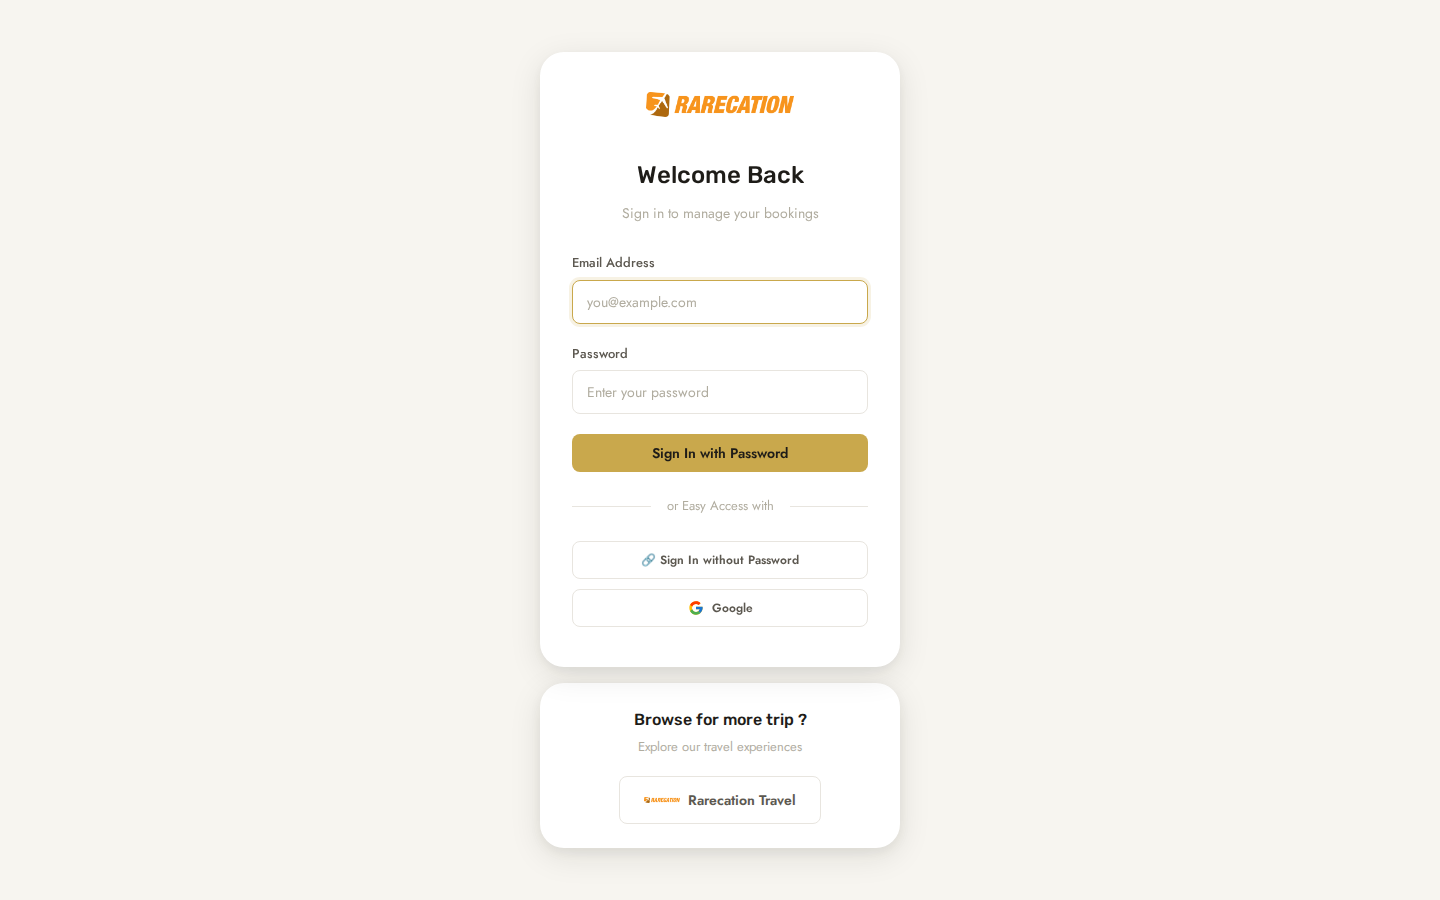 RARECATION
Welcome Back
Sign in to manage your bookings
Email Address
you@example.com
Password
Enter your password
Sign In with Password
or Easy Access with
Sign In without Password
Google
Browse for more trip ?
Explore our travel experiences
RARECATION Rarecation Travel